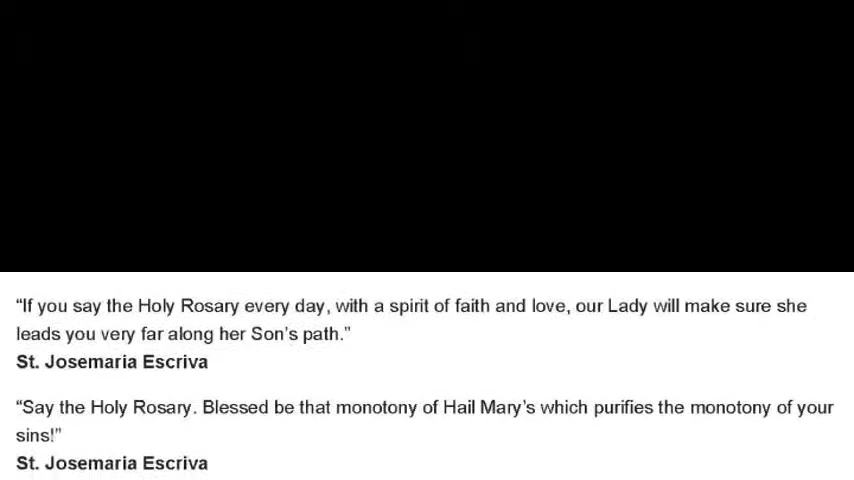 “If you say the Holy Rosary every day, with a spirit of faith and love, our Lady will make sure she
leads you very far along her Son’s path.”
St. Josemaria Escriva
“Say the Holy Rosary. Blessed be that monotony of Hail Mary’s which purifies the monotony of your
sins!”
St. Josemaria Escriva